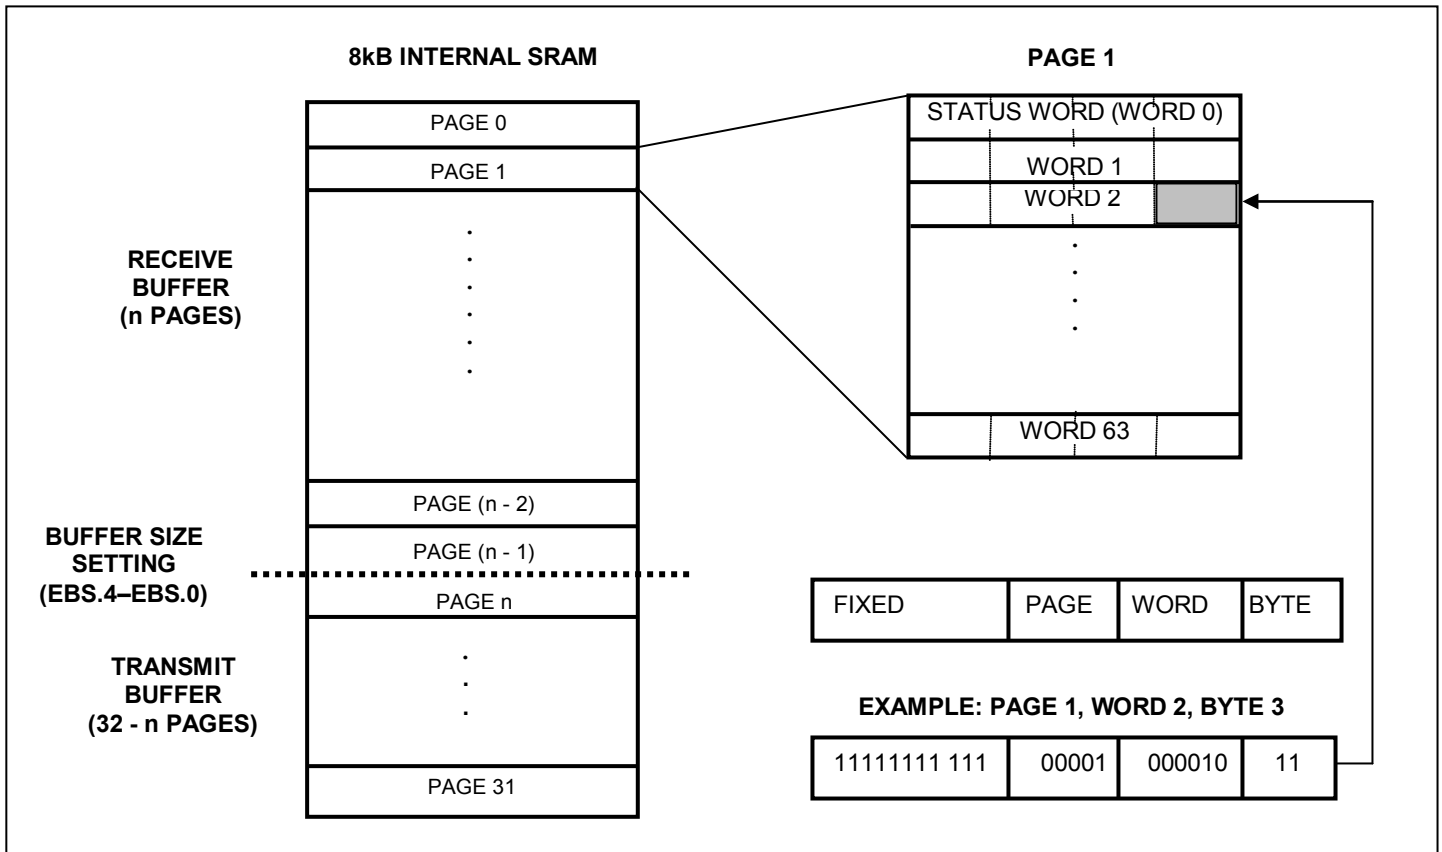 8kB INTERNAL SRAM
PAGE 0
PAGE 1
RECEIVE
BUFFER
(n PAGES)
PAGE (n - 2)
PAGE (n - 1)
BUFFER SIZE
SETTING
(EBS.4–EBS.0)
PAGE n
TRANSMIT
BUFFER
(32 - n PAGES)
PAGE 31
PAGE 1
STATUS WORD (WORD 0)
WORD 1
WORD 2
WORD 63
FIXED PAGE WORD BYTE
EXAMPLE: PAGE 1, WORD 2, BYTE 3
11111111 111 00001 000010 11